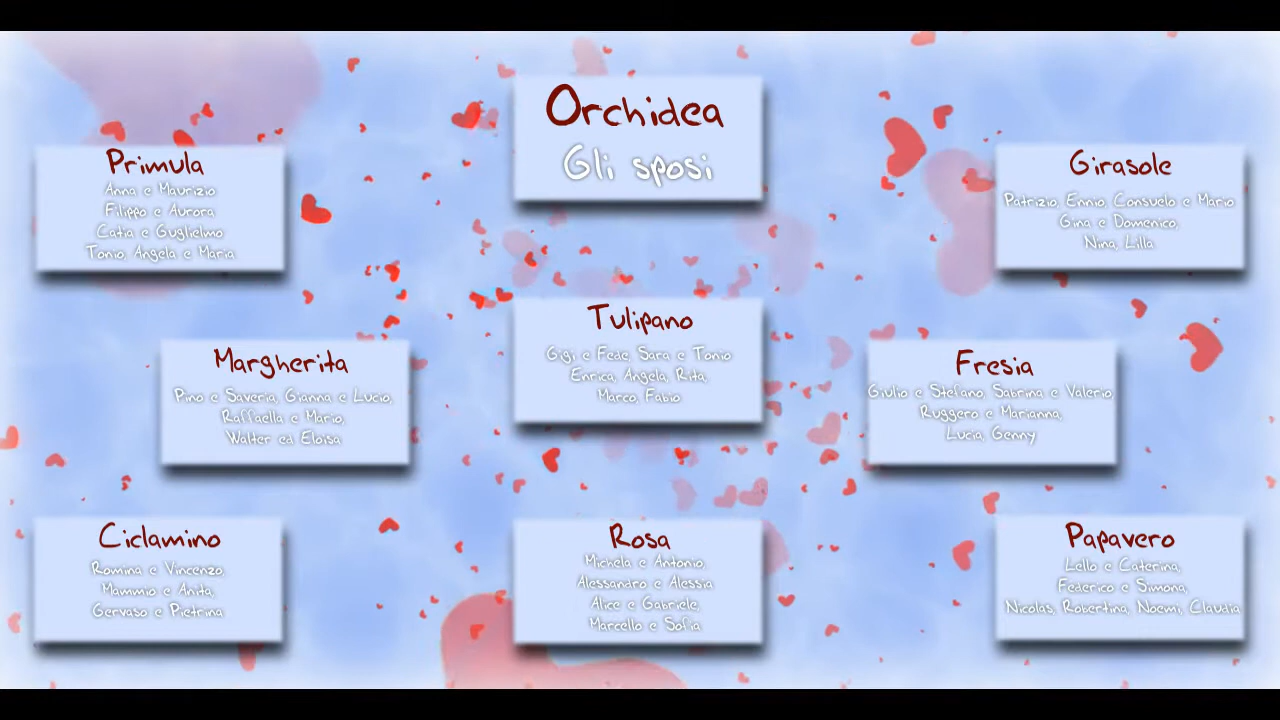 Orchidea
Gli sposi
Primula
Anna e Maurizio
Filippo e Aurora
Catia e Guglielmo
Tonio, Angela e Maria
Girasole
Patrizio, Ennio, Consuelo e Mario
Gina e Domenico,
Nina, Lilla
Margherita
Pino e Saveria, Gianna e Lucio,
Raffaella e Mario,
Walter ed Eloisa
Tulipano
Gigi e Fede, Sara e Tonio
Enrica, Angela, Rita,
Marco, Fabio
Fresia
Giulio e Stefano, Sabrina e Valerio,
Ruggero e Marianna,
Lucia, Genny
Ciclamino
Romina e Vincenzo,
Mammio e Anita,
Gervaso e Pietrina
Rosa
Michela e Antonio,
Alessandro e Alessia
Alice e Gabriele,
Marcello e Sofia
Papavero
Lello e Caterina,
Federico e Simona,
Nicolás, Robertina, Noemi, Claudia